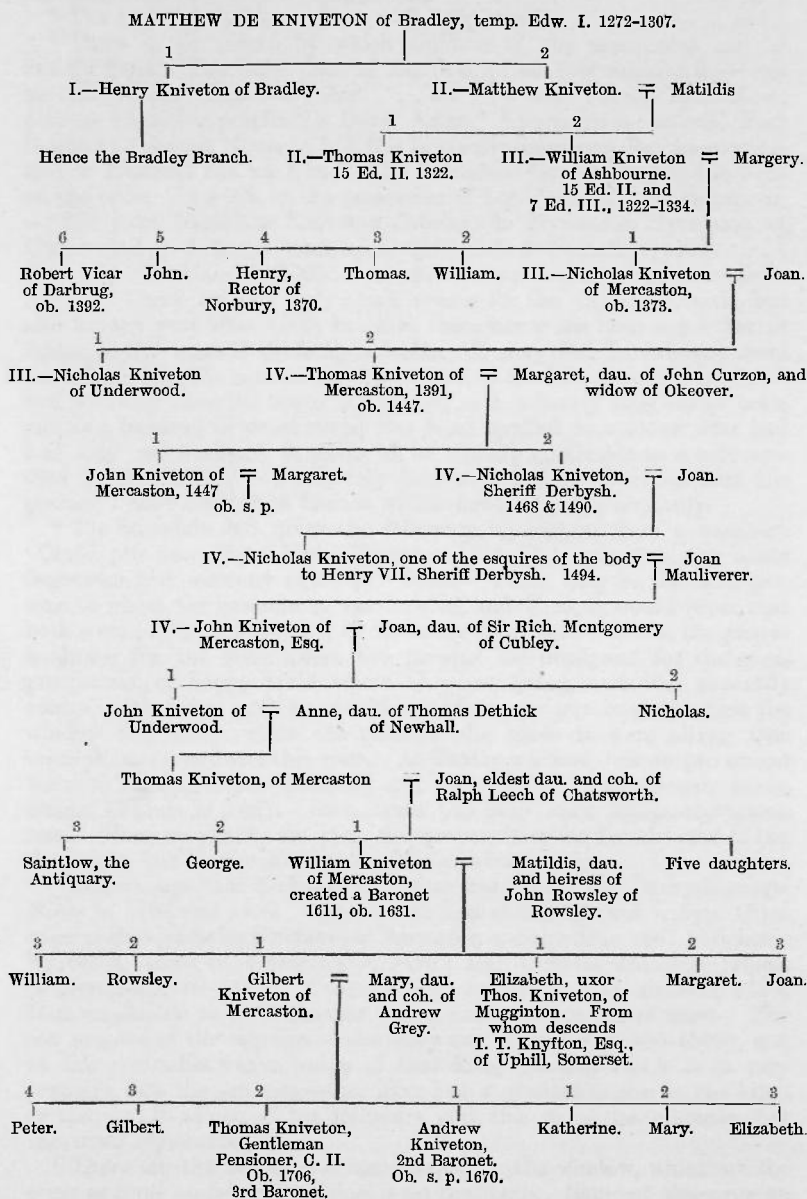 MATTHEW DE KNIVETON of Bradley, temp. Edw. I. 1272-1307.
1 2
I.—Henry Kniveton of Bradley. II.—Matthew Kniveton. = Matildis
1 2
Hence the Bradley Branch. II.—Thomas Kniveton III.—William Kniveton = Margery.
15 Ed. II. 1322. of Ashbourne.
15 Ed. II. and
7 Ed. III., 1322-1334.
6 5 4 3 2 1
Robert Vicar John. Henry, Thomas. William. III.—Nicholas Kniveton = Joan.
of Darbrug, Rector of of Mercaston,
ob. 1392. Norbury, 1370. ob. 1373.
1 2
III.—Nicholas Kniveton IV.—Thomas Kniveton of = Margaret, dau. of John Curzon, and
of Underwood. Mercaston, 1391, widow of Okeover.
ob. 1447.
1 2
John Kniveton of = Margaret. IV.—Nicholas Kniveton, = Joan.
Mercaston, 1447 Sheriff Derbysh.
ob. s. p. 1468 & 1490.
IV.—Nicholas Kniveton, one of the esquires of the body = Joan
to Henry VII. Sheriff Derbysh. 1494. Mauliverer.
IV.—John Kniveton of = Joan, dau. of Sir Rich. Mcntgomery
Mercaston, Esq. of Cubley.
1 2
John Kniveton of = Anne, dau. of Thomas Dethick Nicholas.
Underwood. of Newhall.
Thomas Kniveton, of Mercaston = Joan, eldest dau. and coh. of
Ralph Leech of Chatsworth.
3 2 1
Saintlow, the George. William Kniveton = Matildis, dau. Five daughters.
Antiquary. of Mercaston, and heiress of
created a Baronet John Rowsley of
1611, ob. 1631. Rowsley.
3 2 1 1 2 3
William. Rowsley. Gilbert = Mary, dau. Elizabeth, uxor Margaret. Joan.
Kniveton of and coh. of Thos. Kniveton, of
Mercaston. Andrew Mugginton. From
Grey. whom descends
T. T. Knyfton, Esq.,
of Uphill, Somerset.
4 3 2 1 1 2 3
Peter. Gilbert. Thomas Kniveton, Andrew Katherine. Mary. Elizabeth.
Gentleman Kniveton,
Pensioner, C. II. 2nd Baronet.
Ob. 1706, Ob. s. p. 1670.
3rd Baronet.